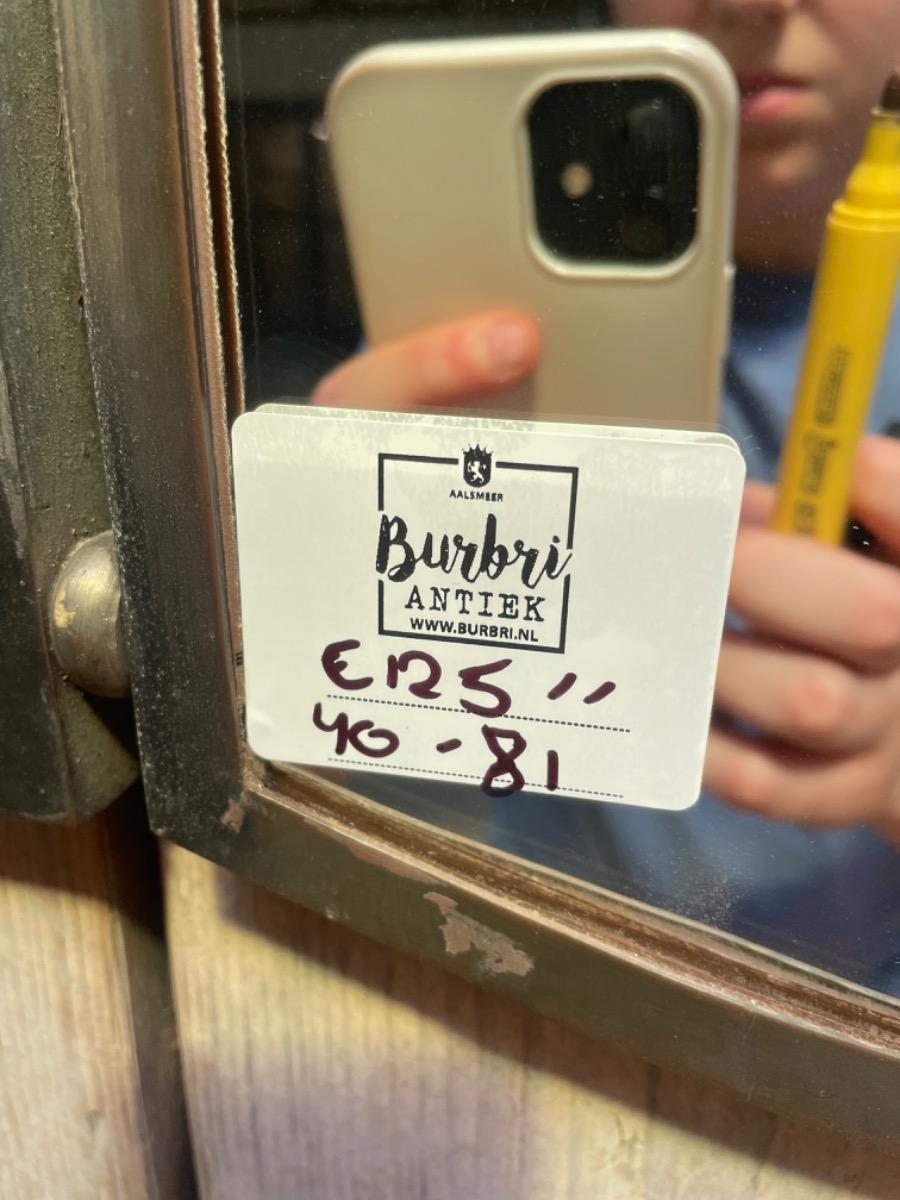 AALSMEER
Burbri
ANTIEK
WWW.BURBRI.NL
€125 ,,
40 - 81